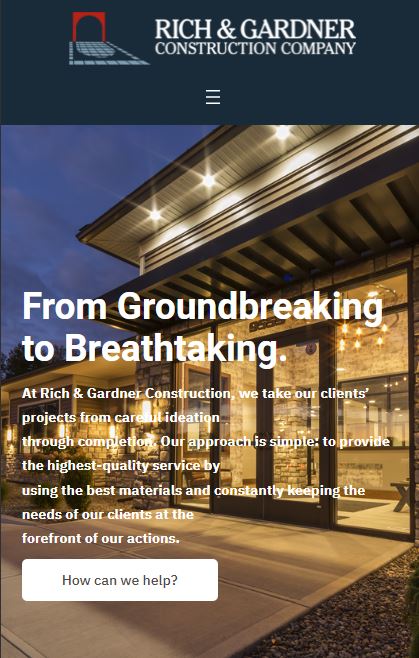 RICH & GARDNER
CONSTRUCTION COMPANY
From Groundbreaking
to Breathtaking.
At Rich & Gardner Construction, we take our clients’
projects from careful ideation
through completion. Our approach is simple: to provide
the highest-quality service by
using the best materials and constantly keeping the
needs of our clients at the
forefront of our actions.
How can we help?